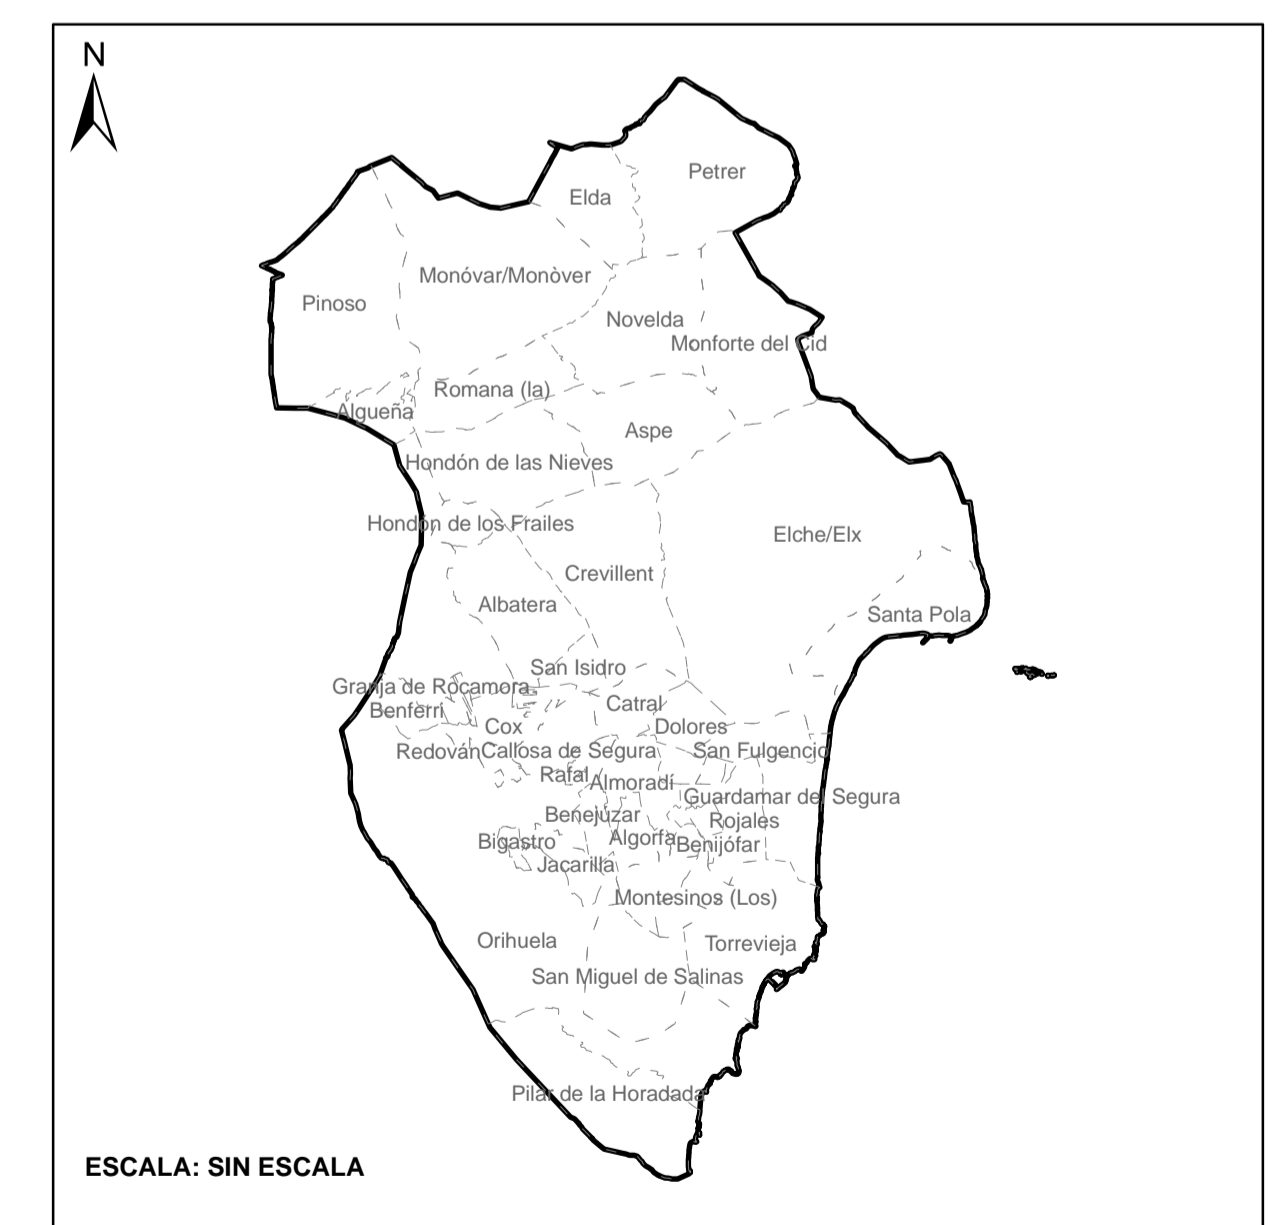 N
Petrer
Elda
Monóvar/Monòver
Pinoso
Novelda
Monforte del Cid
Romana (la)
Algueña
Aspe
Hondón de las Nieves
Hondón de los Frailes
Elche/Elx
Crevillent
Albatera
Santa Pola
San Isidro
Granja de Rocamora
Catral
Benferri
Cox
Dolores
Redován
Callosa de Segura
San Fulgencio
Rafal
Almoradí
Guardamar del Segura
Benejúzar
Rojales
Bigastro
Algorfa
Benijófar
Jacarilla
Montesinos (Los)
Orihuela
Torrevieja
San Miguel de Salinas
Pilar de la Horadada
ESCALA: SIN ESCALA